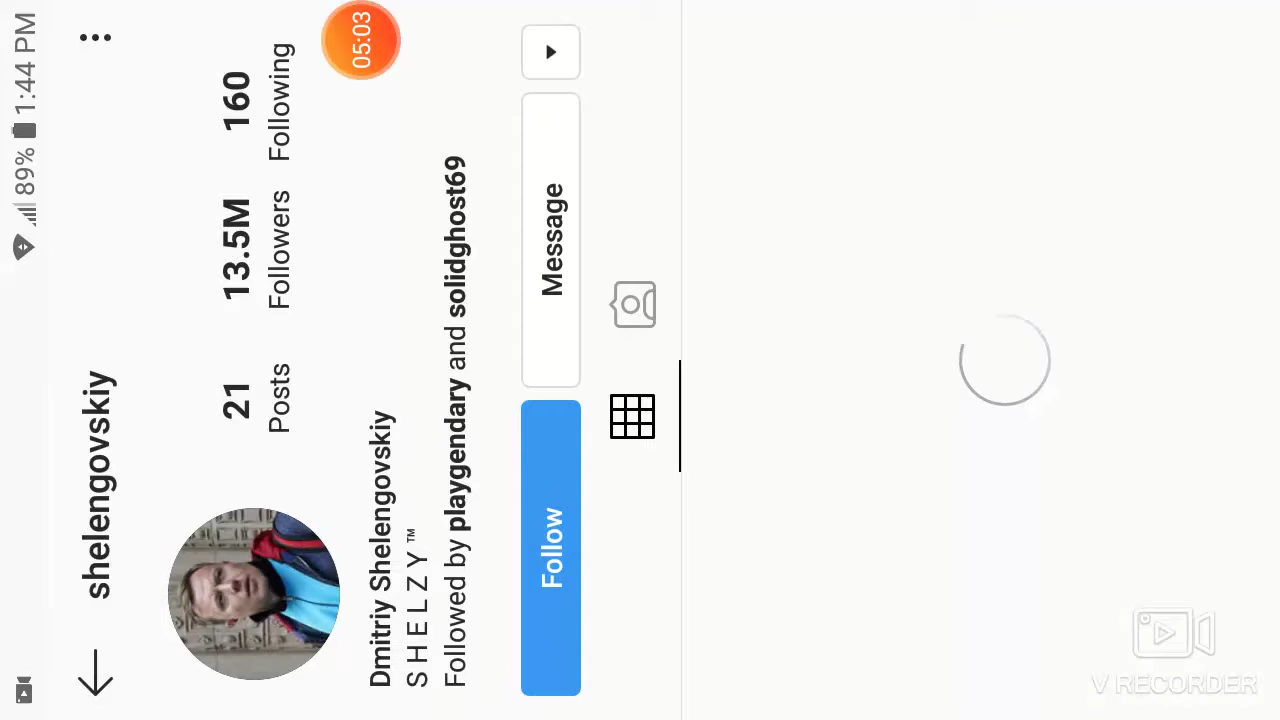 89% 1:44 PM
shelengovskiy
05:03
21 13.5M 160
Posts Followers Following
Dmitriy Shelengovskiy
S H E L Z Y ™
Followed by playgendary and solidghost69
Follow Message
V RECORDER